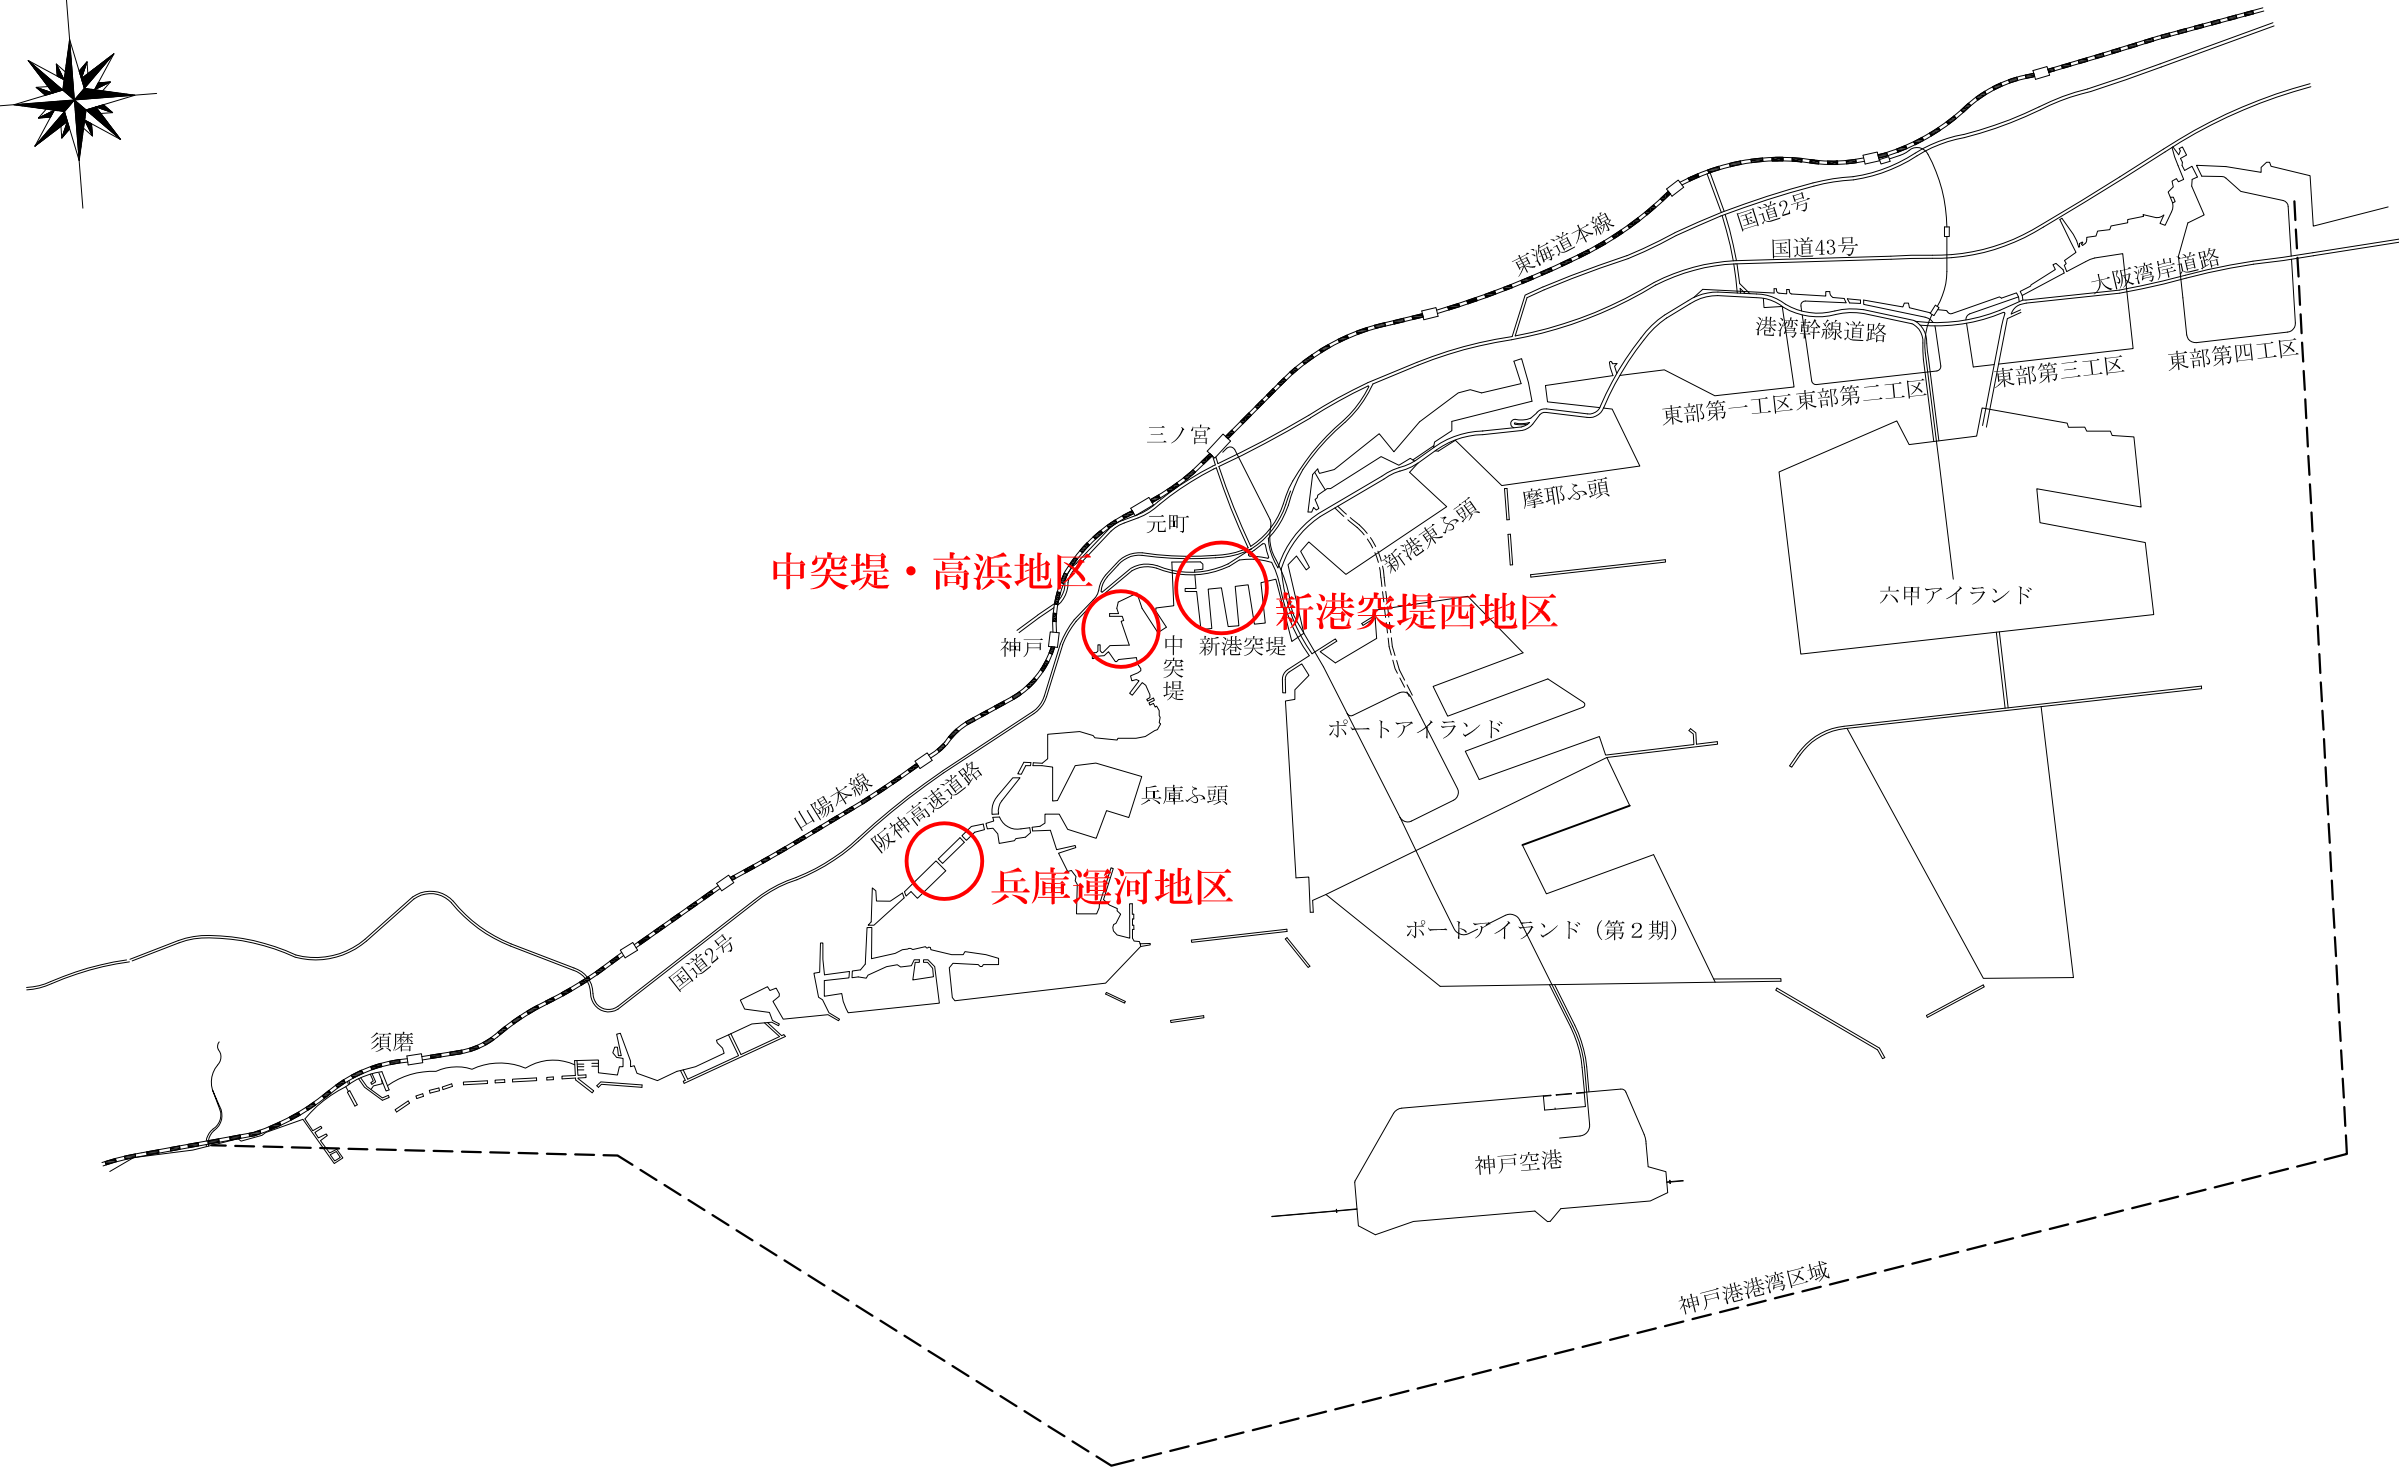 東海道本線
国道2号
国道43号
大阪湾岸道路
港湾幹線道路
東部第一工区
東部第二工区
東部第三工区
東部第四工区
三ノ宮
元町
摩耶ふ頭
新港東ふ頭
中突堤・高浜地区
新港突堤西地区
六甲アイランド
神戸
中突堤
新港突堤
ポートアイランド
山陽本線
阪神高速道路
兵庫ふ頭
兵庫運河地区
ポートアイランド（第２期）
国道2号
須磨
神戸空港
神戸港港湾区域